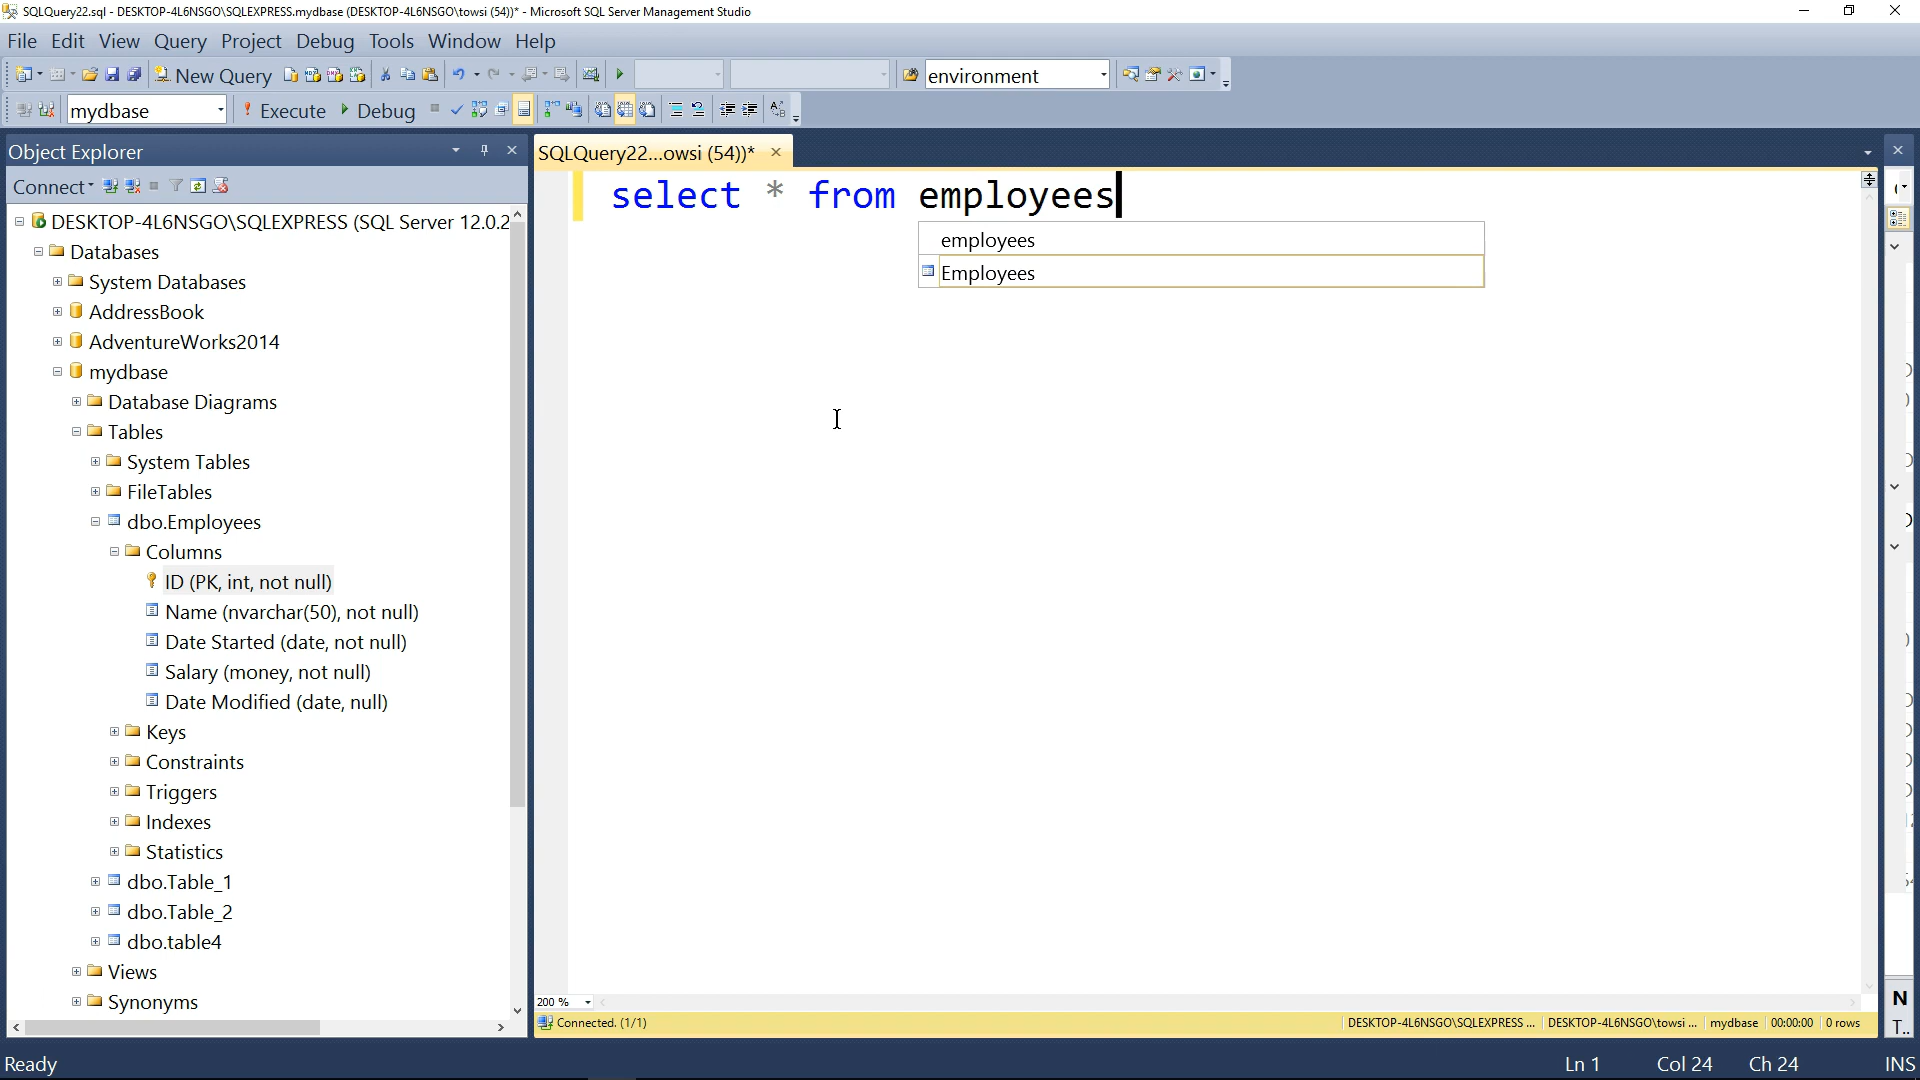 SQLQuery22.sql - DESKTOP-4L6NSGO\SQLEXPRESS.mydbase (DESKTOP-4L6NSGO\towsi (54))* - Microsoft SQL Server Management Studio
File Edit View Query Project Debug Tools Window Help
New Query environment
mydbase Execute Debug
Object Explorer
SQLQuery22...owsi (54))*
Connect
select * from employees
employees
Employees
DESKTOP-4L6NSGO\SQLEXPRESS (SQL Server 12.0.2
Databases
System Databases
AddressBook
AdventureWorks2014
mydbase
Database Diagrams
Tables
System Tables
FileTables
dbo.Employees
Columns
ID (PK, int, not null)
Name (nvarchar(50), not null)
Date Started (date, not null)
Salary (money, not null)
Date Modified (date, null)
Keys
Constraints
Triggers
Indexes
Statistics
dbo.Table_1
dbo.Table_2
dbo.table4
Views
Synonyms
200 %
N
T..
Connected. (1/1) DESKTOP-4L6NSGO\SQLEXPRESS ... DESKTOP-4L6NSGO\towsi ... mydbase 00:00:00 0 rows
Ready Ln 1 Col 24 Ch 24 INS